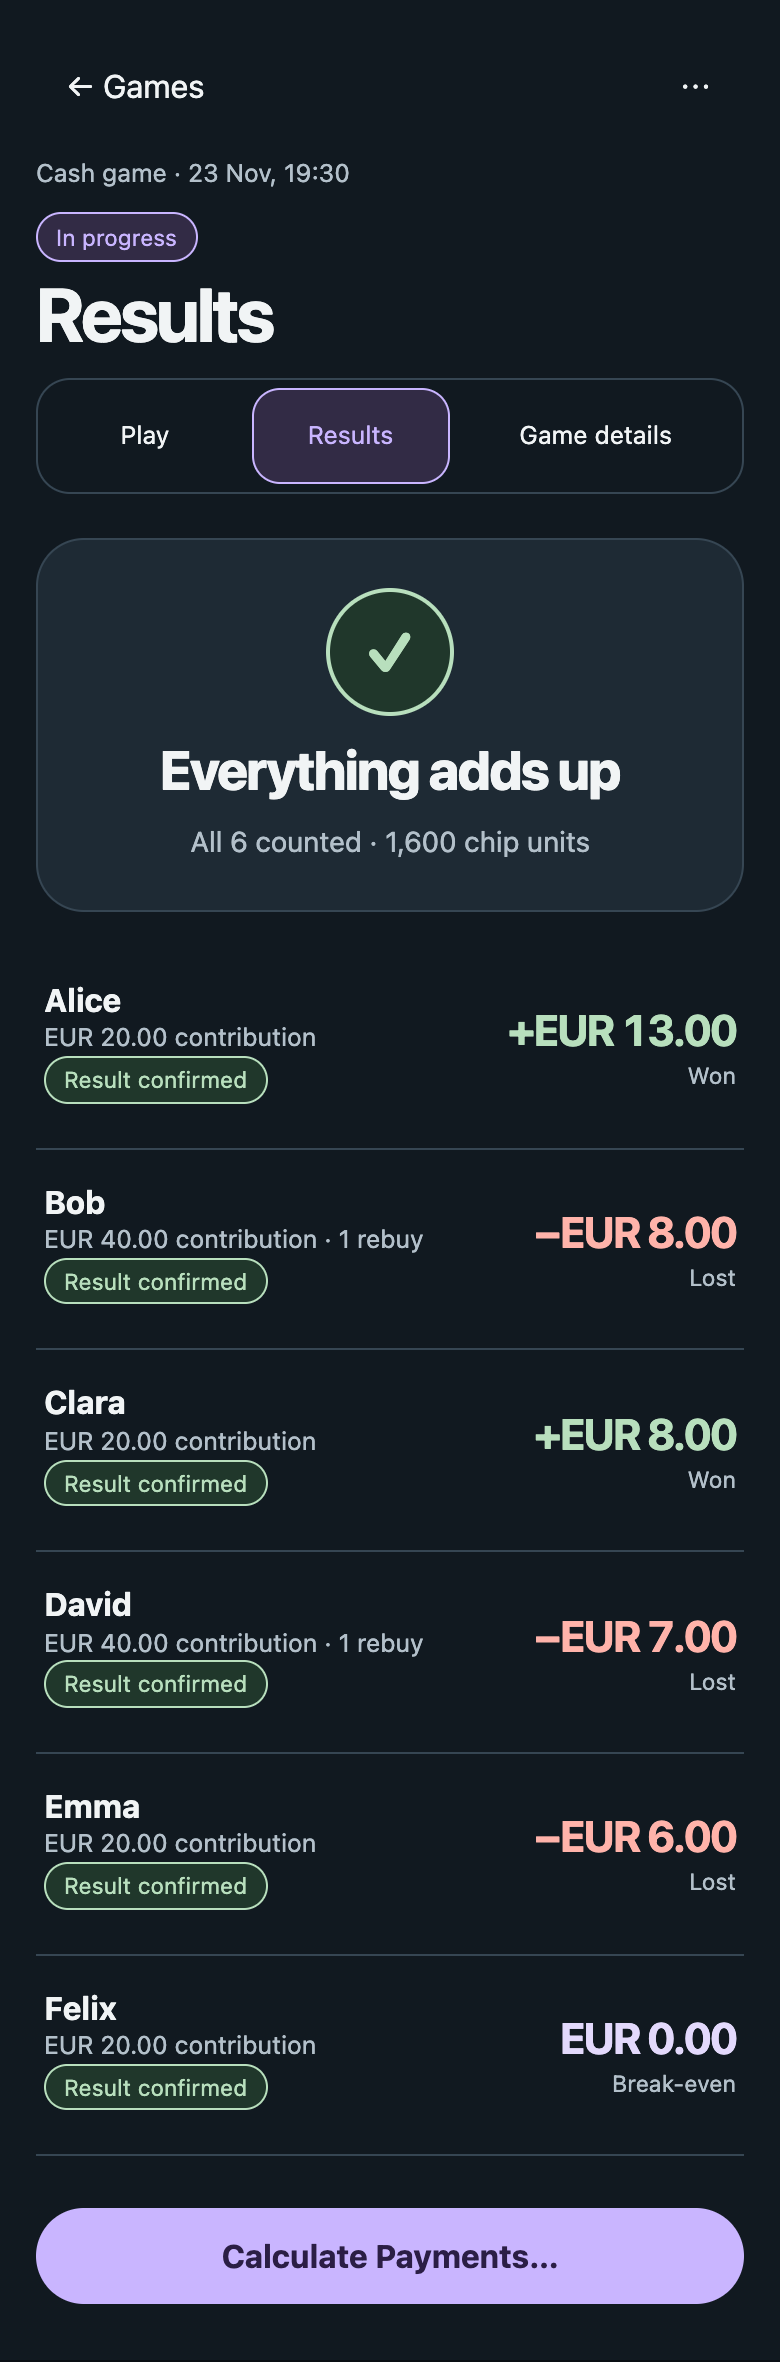 ← Games
...
Cash game · 23 Nov, 19:30
In progress
Results
Play
Results
Game details
Everything adds up
All 6 counted · 1,600 chip units
Alice
EUR 20.00 contribution
Result confirmed
+EUR 13.00
Won
Bob
EUR 40.00 contribution · 1 rebuy
Result confirmed
−EUR 8.00
Lost
Clara
EUR 20.00 contribution
Result confirmed
+EUR 8.00
Won
David
EUR 40.00 contribution · 1 rebuy
Result confirmed
−EUR 7.00
Lost
Emma
EUR 20.00 contribution
Result confirmed
−EUR 6.00
Lost
Felix
EUR 20.00 contribution
Result confirmed
EUR 0.00
Break-even
Calculate Payments...